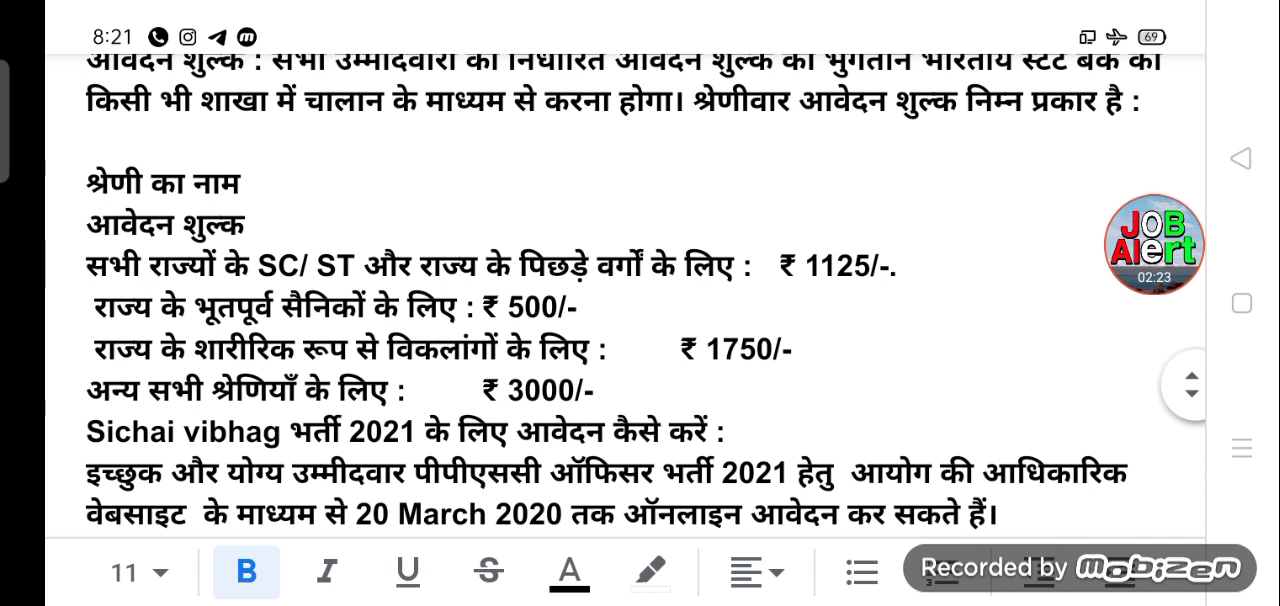 8:21
69
आवेदन शुल्क : सभी उम्मीदवारों को निर्धारित आवेदन शुल्क का भुगतान भारतीय स्टेट बैंक की
किसी भी शाखा में चालान के माध्यम से करना होगा। श्रेणीवार आवेदन शुल्क निम्न प्रकार है :
श्रेणी का नाम
आवेदन शुल्क
सभी राज्यों के SC/ ST और राज्य के पिछड़े वर्गों के लिए : ₹ 1125/-.
राज्य के भूतपूर्व सैनिकों के लिए : ₹ 500/-
राज्य के शारीरिक रूप से विकलांगों के लिए : ₹ 1750/-
अन्य सभी श्रेणियाँ के लिए : ₹ 3000/-
Sichai vibhag भर्ती 2021 के लिए आवेदन कैसे करें :
इच्छुक और योग्य उम्मीदवार पीपीएससी ऑफिसर भर्ती 2021 हेतु आयोग की आधिकारिक
वेबसाइट के माध्यम से 20 March 2020 तक ऑनलाइन आवेदन कर सकते हैं।
JOB
Alert
02:23
11 B I U S A
Recorded by mobizen